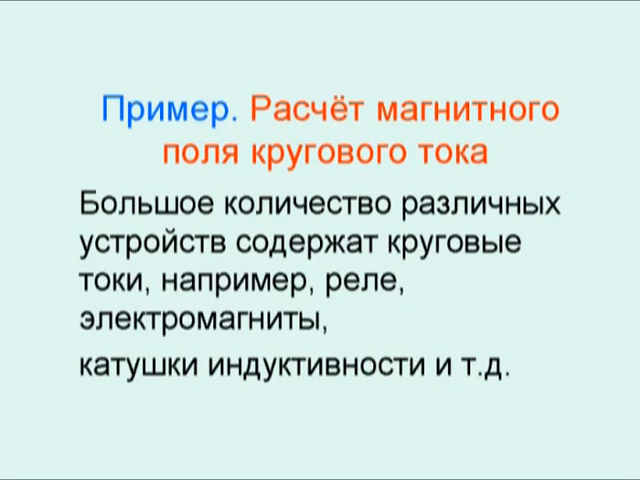 Пример. Расчёт магнитного
поля кругового тока
Большое количество различных
устройств содержат круговые
токи, например, реле,
электромагниты,
катушки индуктивности и т.д.